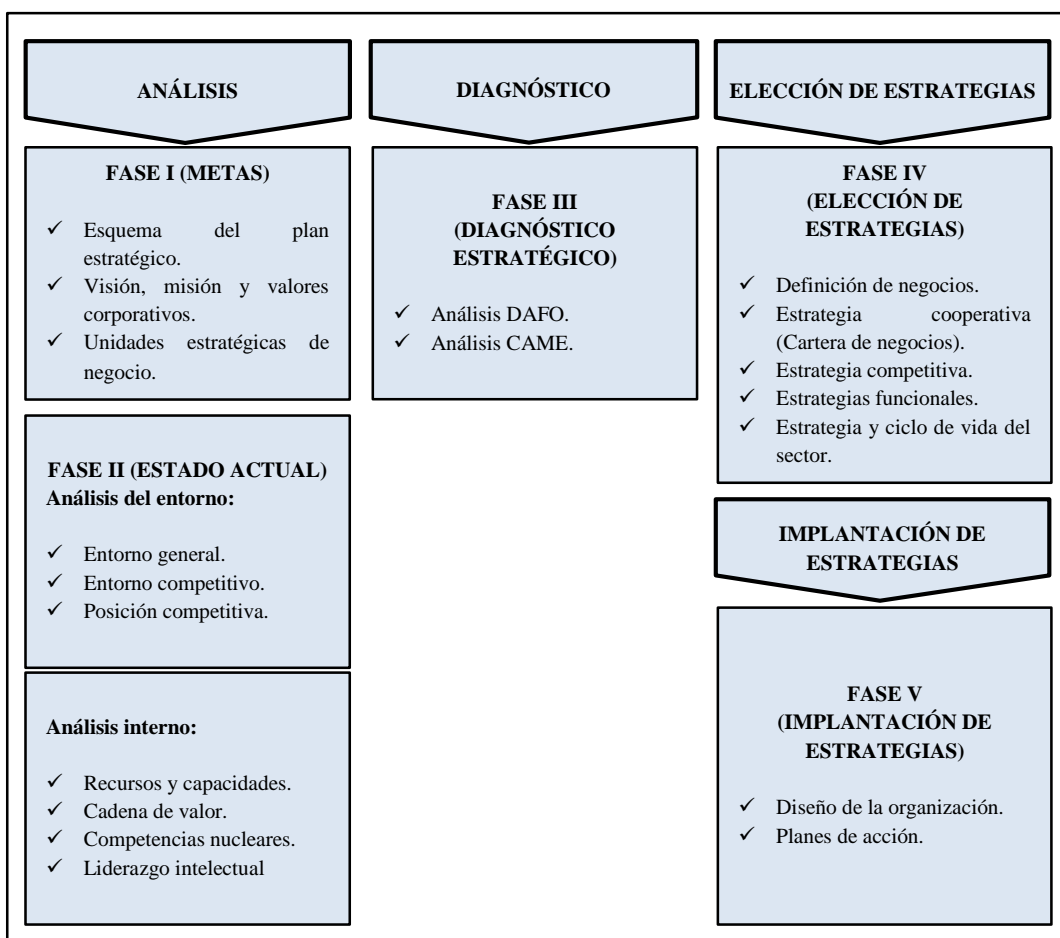 ANÁLISIS
FASE I (METAS)
✓ Esquema del plan
estratégico.
✓ Visión, misión y valores
corporativos.
✓ Unidades estratégicas de
negocio.
FASE II (ESTADO ACTUAL)
Análisis del entorno:
✓ Entorno general.
✓ Entorno competitivo.
✓ Posición competitiva.
Análisis interno:
✓ Recursos y capacidades.
✓ Cadena de valor.
✓ Competencias nucleares.
✓ Liderazgo intelectual
DIAGNÓSTICO
FASE III
(DIAGNÓSTICO
ESTRATÉGICO)
✓ Análisis DAFO.
✓ Análisis CAME.
ELECCIÓN DE ESTRATEGIAS
FASE IV
(ELECCIÓN DE
ESTRATEGIAS)
✓ Definición de negocios.
✓ Estrategia cooperativa
(Cartera de negocios).
✓ Estrategia competitiva.
✓ Estrategias funcionales.
✓ Estrategia y ciclo de vida del
sector.
IMPLANTACIÓN DE
ESTRATEGIAS
FASE V
(IMPLANTACIÓN DE
ESTRATEGIAS)
✓ Diseño de la organización.
✓ Planes de acción.